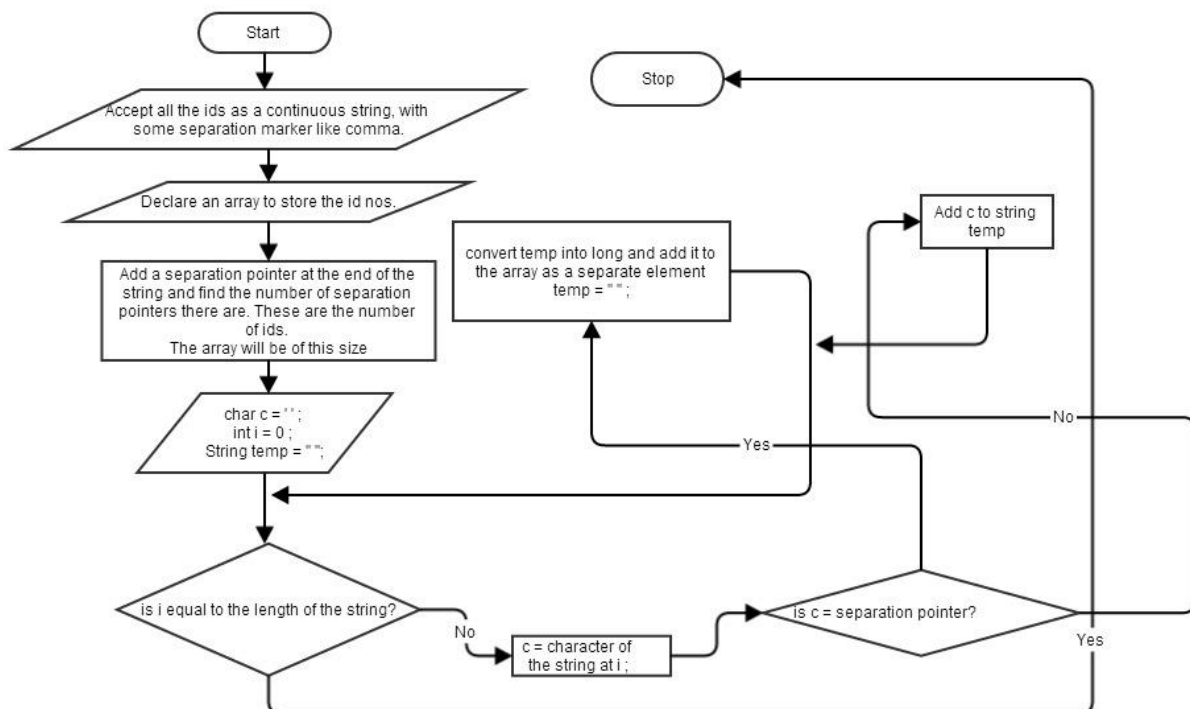 Start
Accept all the ids as a continuous string, with
some separation marker like comma.
Declare an array to store the id nos.
Add a separation pointer at the end of the
string and find the number of separation
pointers there are. These are the number
of ids.
The array will be of this size
char c = ' ' ;
int i = 0 ;
String temp = " ";
is i equal to the length of the string?
No
c = character of
the string at i ;
is c = separation pointer?
Yes
convert temp into long and add it to
the array as a separate element
temp = " " ;
No
Add c to string
temp
Yes
Stop